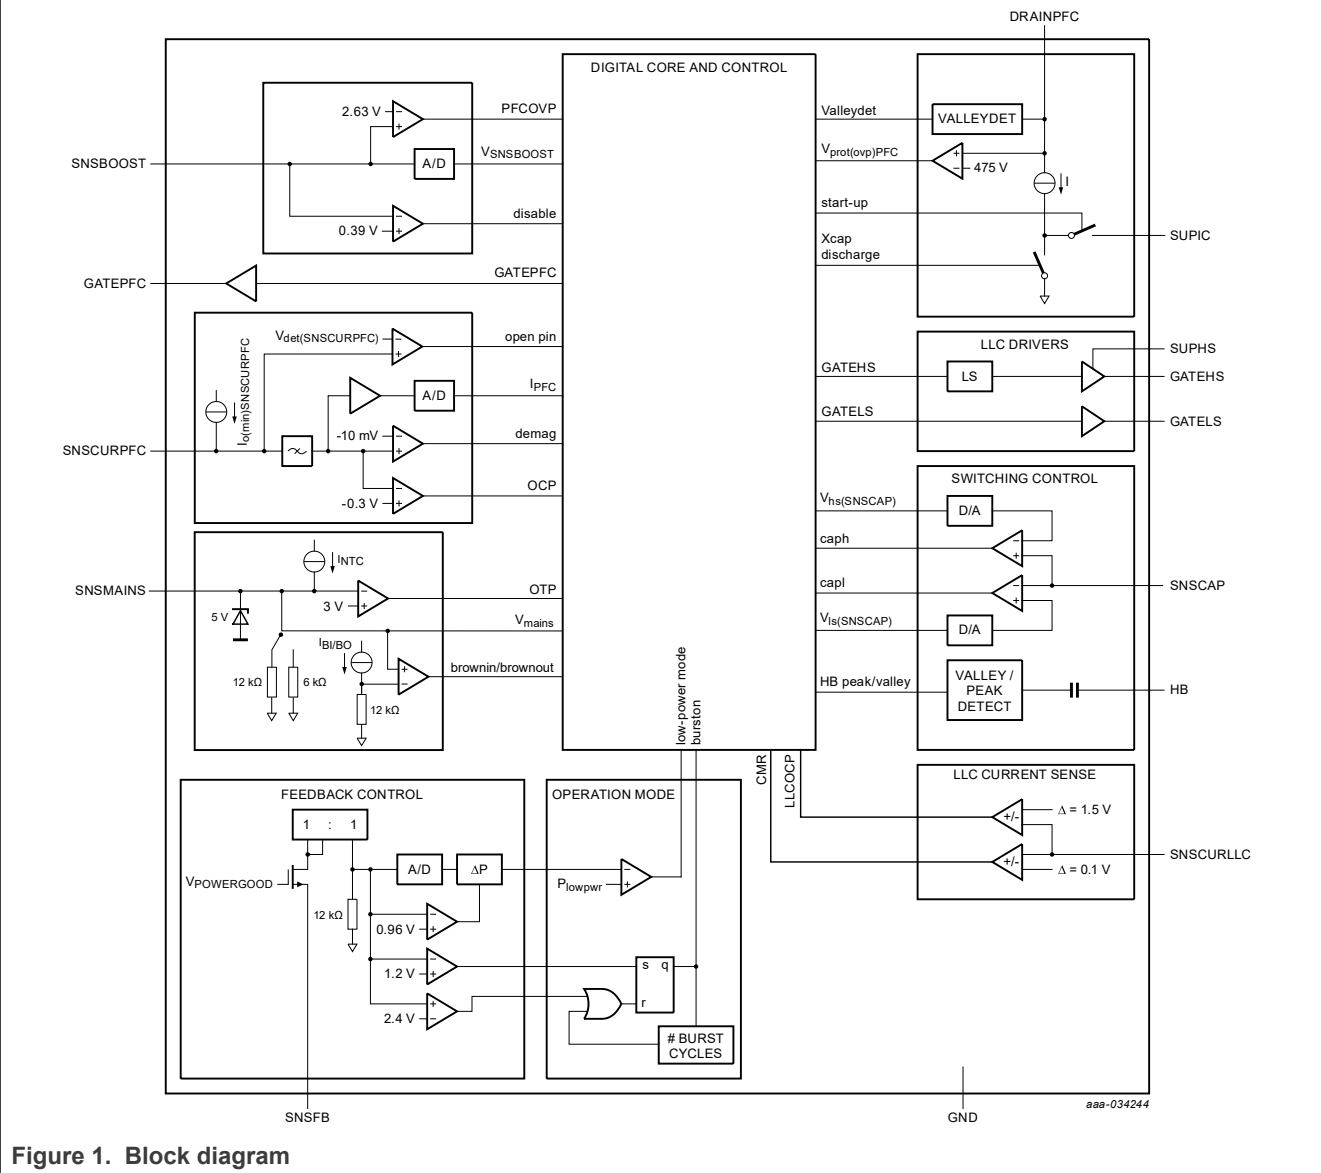 DRAINPFC
DIGITAL CORE AND CONTROL
2.63 V
−
+
PFCOVP
SNSBOOST
A/D
VSNSBOOST
0.39 V
−
+
disable
Valleydet
VALLEYDET
Vprot(ovp)PFC
+
−
475 V
I
start-up
Xcap
discharge
SUPIC
GATEPFC
GATEPFC
Vdet(SNSCURPFC)
−
+
open pin
Io(min)SNSCURPFC
A/D
IPFC
-10 mV
−
+
demag
SNSCURPFC
-0.3 V
−
+
OCP
LLC DRIVERS
SUPHS
GATEHS
LS
GATEHS
GATELS
GATELS
SWITCHING CONTROL
Vhs(SNSCAP)
D/A
caph
−
+
capl
−
+
SNSCAP
Vls(SNSCAP)
D/A
HB peak/valley
VALLEY /
PEAK
DETECT
HB
INTC
SNSMAINS
3 V
−
+
OTP
5 V
Vmains
IBI/BO
+
−
brownin/brownout
12 kΩ
6 kΩ
12 kΩ
low-power mode
burston
CMR
LLCOCP
FEEDBACK CONTROL
1 : 1
VPOWERGOOD
A/D
ΔP
12 kΩ
0.96 V
−
+
1.2 V
−
+
2.4 V
+
−
SNSFB
OPERATION MODE
Plowpwr
−
+
s q
r
# BURST
CYCLES
LLC CURRENT SENSE
+/-
Δ = 1.5 V
+/-
Δ = 0.1 V
SNSCURLLC
GND
aaa-034244
Figure 1. Block diagram